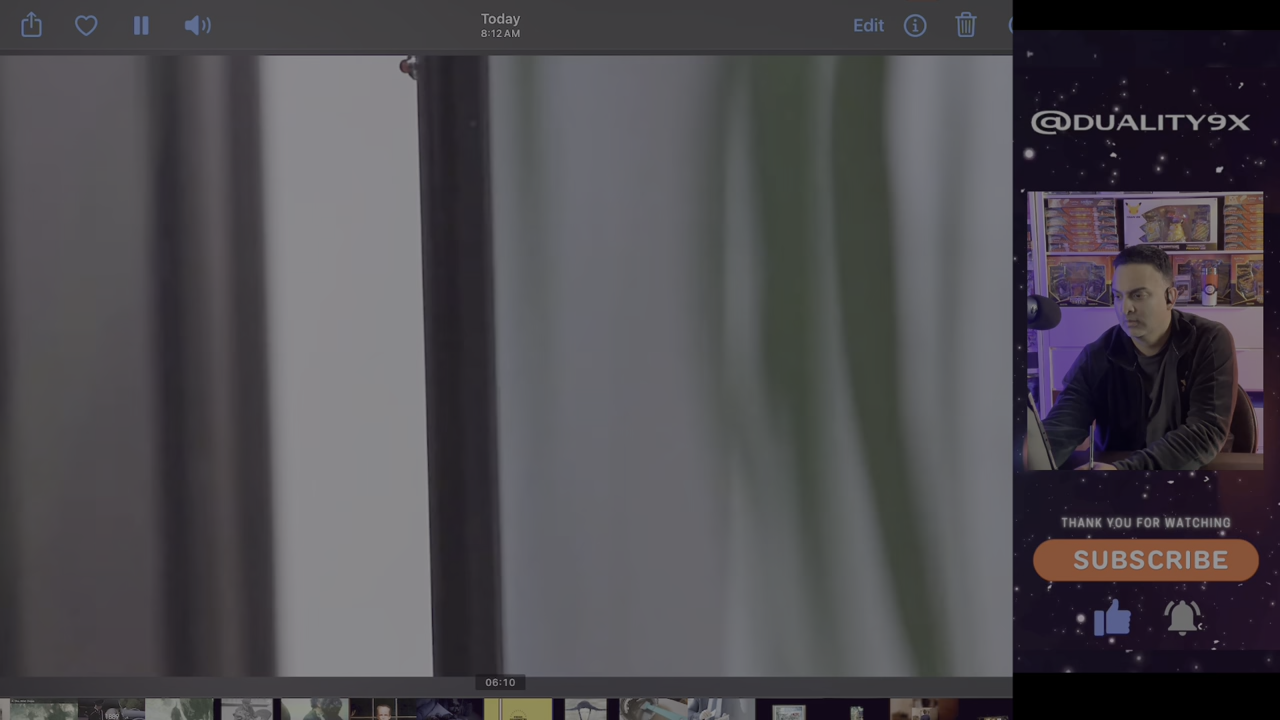 Today
8:12 AM
Edit
@DUALITY9X
THANK YOU FOR WATCHING
SUBSCRIBE
06:10